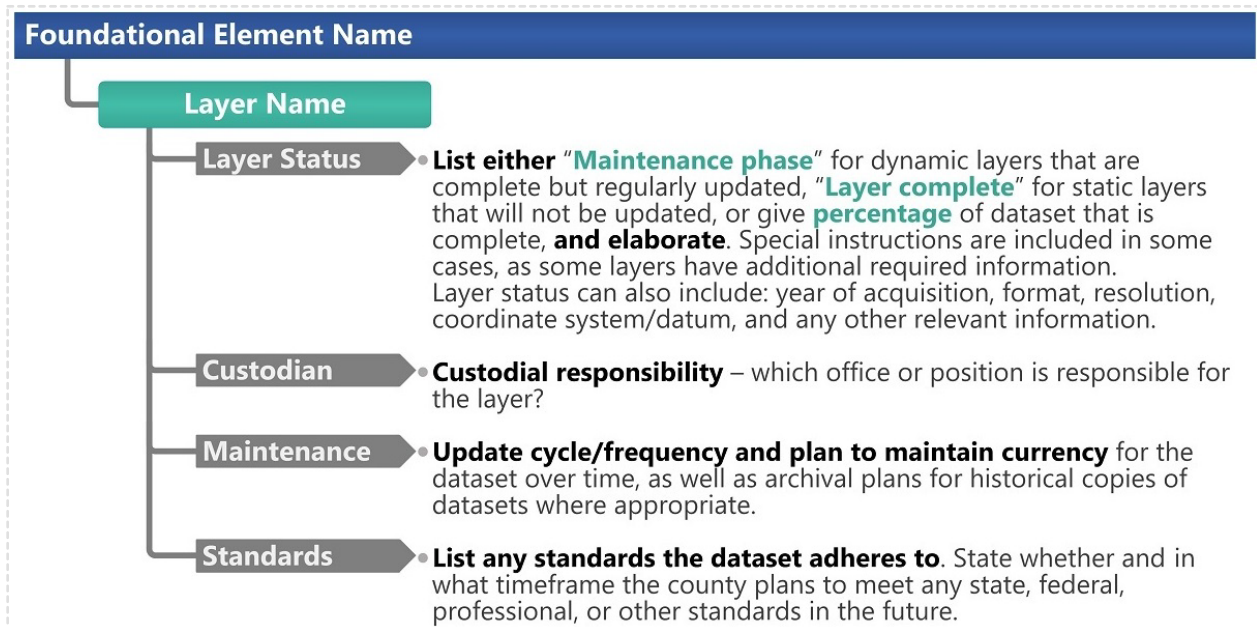 Foundational Element Name
Layer Name
Layer Status
List either “Maintenance phase” for dynamic layers that are
complete but regularly updated, “Layer complete” for static layers
that will not be updated, or give percentage of dataset that is
complete, and elaborate. Special instructions are included in some
cases, as some layers have additional required information.
Layer status can also include: year of acquisition, format, resolution,
coordinate system/datum, and any other relevant information.
Custodian
Custodial responsibility – which office or position is responsible for
the layer?
Maintenance
Update cycle/frequency and plan to maintain currency for the
dataset over time, as well as archival plans for historical copies of
datasets where appropriate.
Standards
List any standards the dataset adheres to. State whether and in
what timeframe the county plans to meet any state, federal,
professional, or other standards in the future.